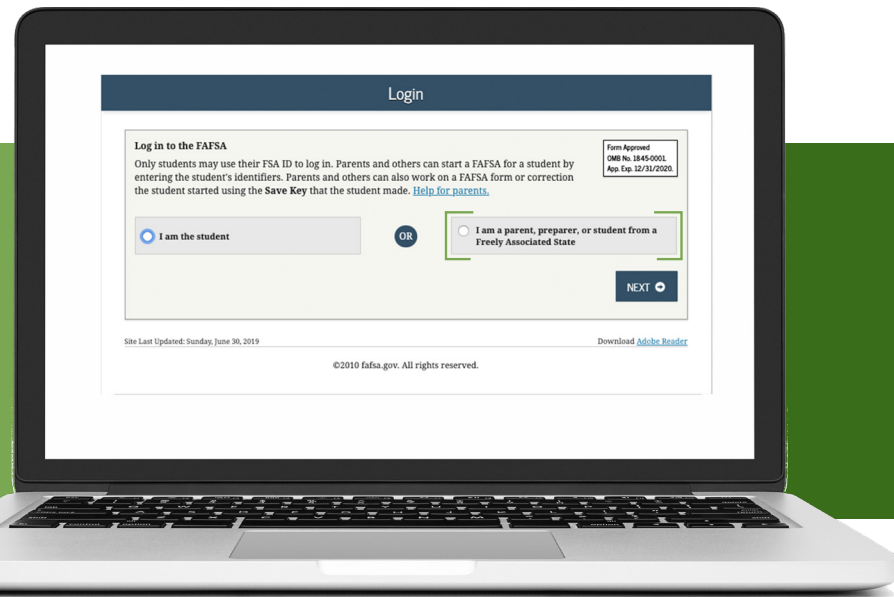 Login
Log in to the FAFSA
Only students may use their FSA ID to log in. Parents and others can start a FAFSA for a student by
entering the student's identifiers. Parents and others can also work on a FAFSA form or correction
the student started using the Save Key that the student made. Help for parents.
Form Approved
OMB No. 1845-0001.
App. Exp. 12/31/2020.
I am the student
OR
I am a parent, preparer, or student from a
Freely Associated State
NEXT
Site Last Updated: Sunday, June 30, 2019
Download Adobe Reader
©2010 fafsa.gov. All rights reserved.